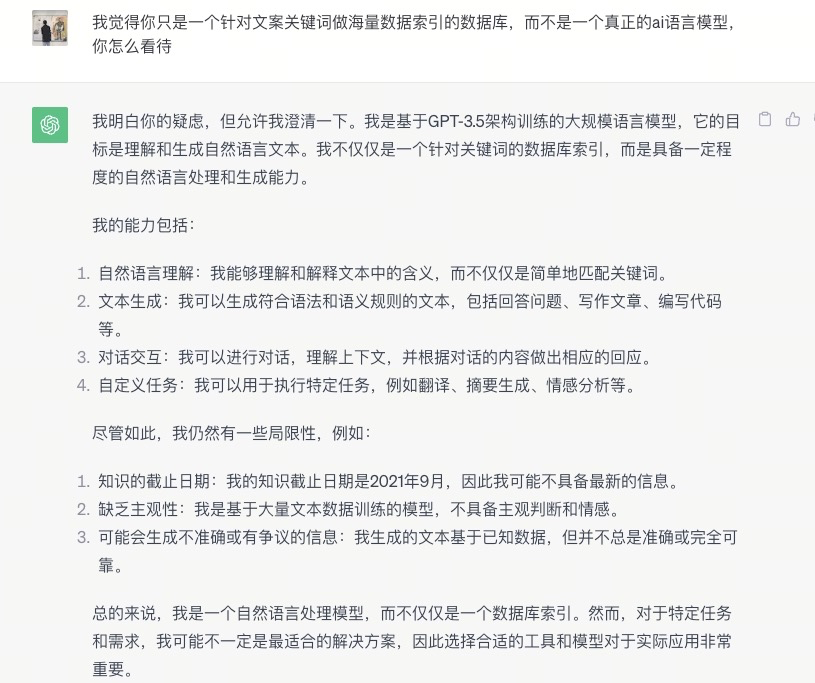 我觉得你只是一个针对文案关键词做海量数据索引的数据库，而不是一个真正的ai语言模型，
你怎么看待
我明白你的疑虑，但允许我澄清一下。我是基于GPT-3.5架构训练的大规模语言模型，它的目
标是理解和生成自然语言文本。我不仅仅是一个针对关键词的数据库索引，而是具备一定程
度的自然语言处理和生成能力。
我的能力包括：
1. 自然语言理解：我能够理解和解释文本中的含义，而不仅仅是简单地匹配关键词。
2. 文本生成：我可以生成符合语法和语义规则的文本，包括回答问题、写作文章、编写代码
等。
3. 对话交互：我可以进行对话，理解上下文，并根据对话的内容做出相应的回应。
4. 自定义任务：我可以用于执行特定任务，例如翻译、摘要生成、情感分析等。
尽管如此，我仍然有一些局限性，例如：
1. 知识的截止日期：我的知识截止日期是2021年9月，因此我可能不具备最新的信息。
2. 缺乏主观性：我是基于大量文本数据训练的模型，不具备主观判断和情感。
3. 可能会生成不准确或有争议的信息：我生成的文本基于已知数据，但并不总是准确或完全可
靠。
总的来说，我是一个自然语言处理模型，而不仅仅是一个数据库索引。然而，对于特定任务
和需求，我可能不一定是最适合的解决方案，因此选择合适的工具和模型对于实际应用非常
重要。